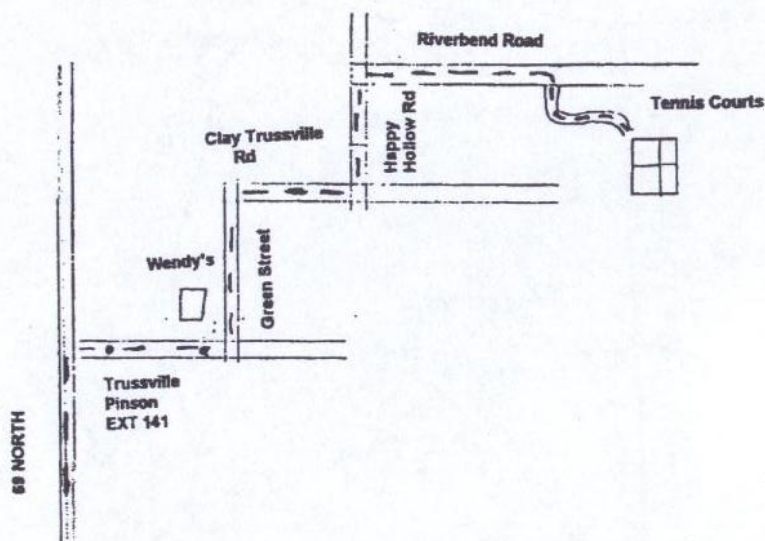 Riverbend Road
Tennis Courts
Clay Trussville
Rd
Happy
Hollow Rd
Wendy's
Green Street
Trussville
Pinson
EXT 141
59 NORTH